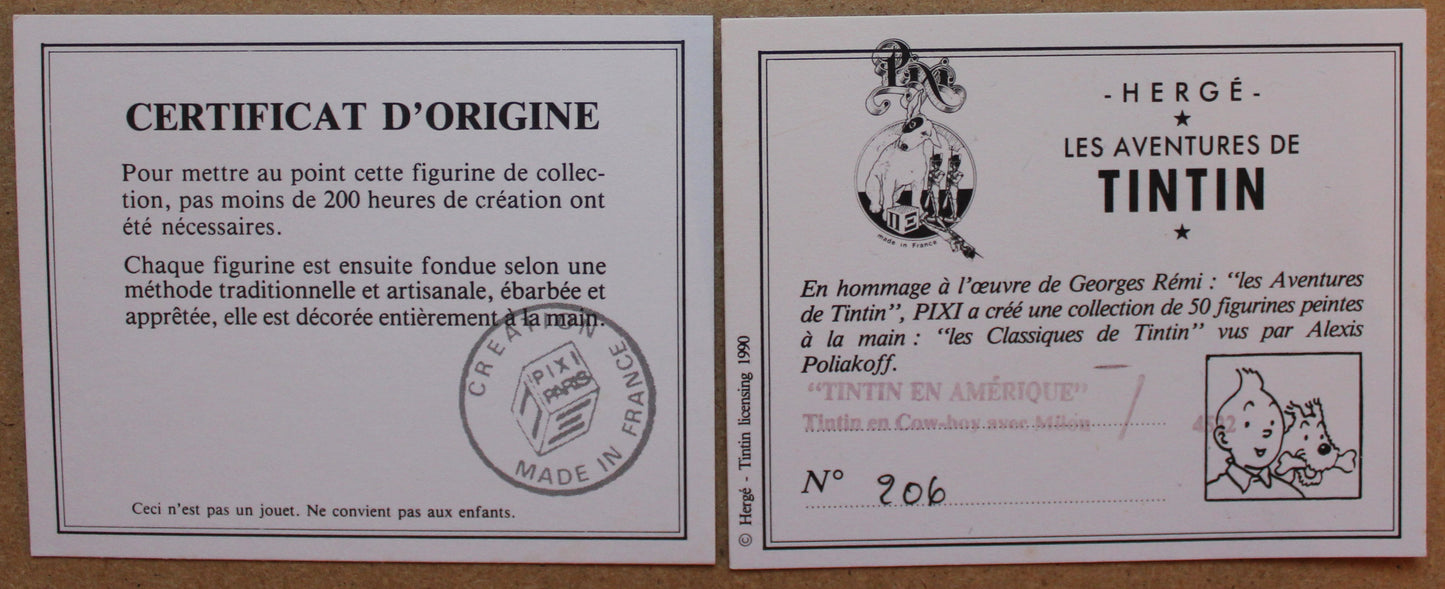 CERTIFICAT D'ORIGINE
Pour mettre au point cette figurine de collec-
tion, pas moins de 200 heures de création ont
été nécessaires.
Chaque figurine est ensuite fondue selon une
méthode traditionnelle et artisanale, ébarbée et
apprêtée, elle est décorée entièrement à la main.
CREATION
PIXI
PARIS
MADE IN FRANCE
Ceci n'est pas un jouet. Ne convient pas aux enfants.
Pixi
made in France
- HERGÉ -
LES AVENTURES DE
TINTIN
En hommage à l'œuvre de Georges Rémi : "les Aventures
de Tintin", PIXI a créé une collection de 50 figurines peintes
à la main : "les Classiques de Tintin" vus par Alexis
Poliakoff.
"TINTIN EN AMÉRIQUE"
Tintin en Cow-boy avec Milou
N° 206
© Hergé - Tintin licensing 1990